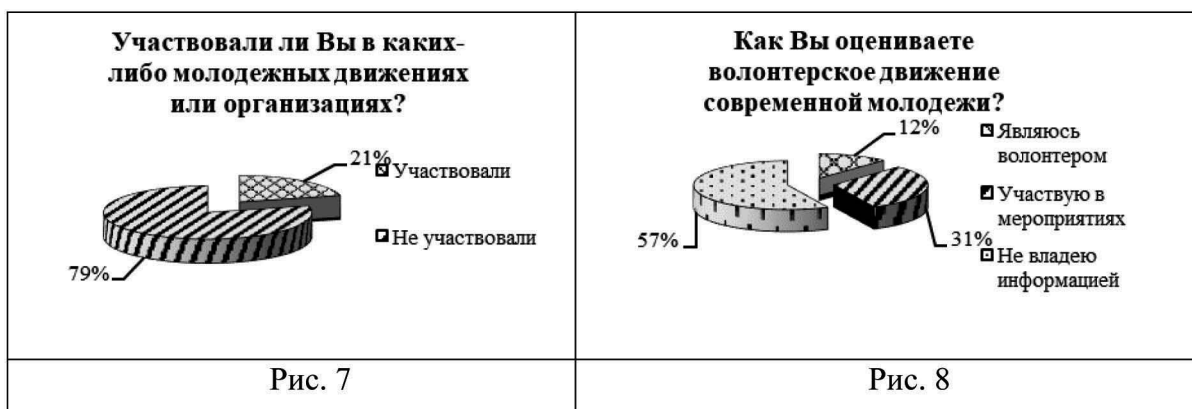 Участвовали ли Вы в каких-
либо молодежных движениях
или организациях?
21%
Участвовали
Не участвовали
79%
Рис. 7
Как Вы оцениваете
волонтерское движение
современной молодежи?
12%
Являюсь
волонтером
Участвую в
мероприятиях
57%
31%
Не владею
информацией
Рис. 8